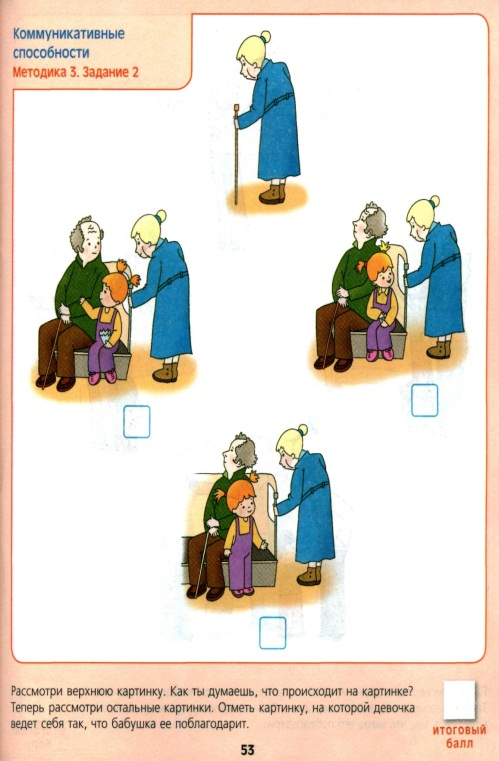 Коммуникативные
способности
Методика 3. Задание 2
Рассмотри верхнюю картинку. Как ты думаешь, что происходит на картинке?
Теперь рассмотри остальные картинки. Отметь картинку, на которой девочка
ведет себя так, что бабушка ее поблагодарит.
итоговый
балл
53